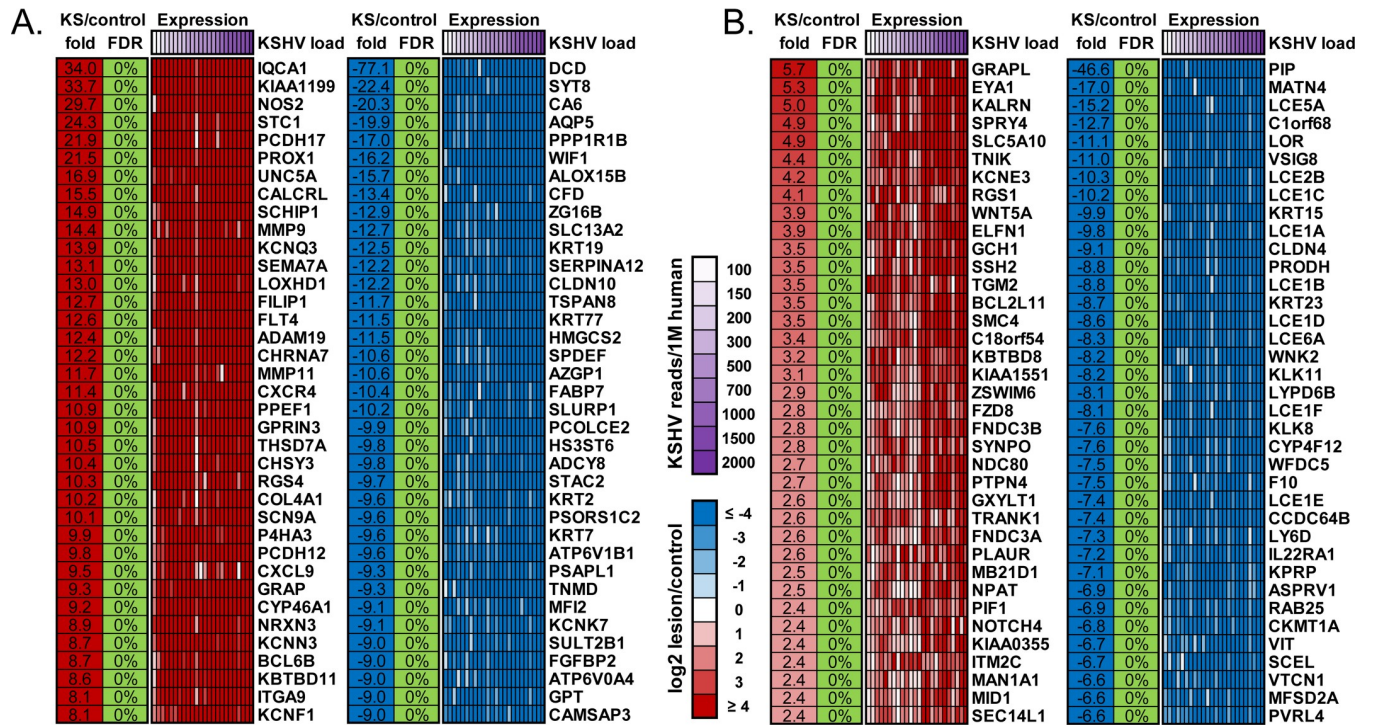 A.
KS/control Expression KS/control Expression
fold FDR KSHV load fold FDR KSHV load
34.0 0% IQCA1 -77.1 0% DCD
33.7 0% KIAA1199 -22.4 0% SYT8
29.7 0% NOS2 -20.3 0% CA6
24.3 0% STC1 -19.9 0% AQP5
21.9 0% PCDH17 -17.0 0% PPP1R1B
21.5 0% PROX1 -16.2 0% WIF1
16.9 0% UNC5A -15.7 0% ALOX15B
15.5 0% CALCRL -13.4 0% CFD
14.9 0% SCHIP1 -12.9 0% ZG16B
14.4 0% MMP9 -12.7 0% SLC13A2
13.9 0% KCNQ3 -12.5 0% KRT19
13.1 0% SEMA7A -12.2 0% SERPINA12
13.0 0% LOXHD1 -12.2 0% CLDN10
12.7 0% FILIP1 -11.7 0% TSPAN8
12.6 0% FLT4 -11.5 0% KRT77
12.4 0% ADAM19 -11.5 0% HMGCS2
12.2 0% CHRNA7 -10.6 0% SPDEF
11.7 0% MMP11 -10.6 0% AZGP1
11.4 0% CXCR4 -10.4 0% FABP7
10.9 0% PPEF1 -10.2 0% SLURP1
10.9 0% GPRIN3 -9.9 0% PCOLCE2
10.5 0% THSD7A -9.8 0% HS3ST6
10.4 0% CHSY3 -9.8 0% ADCY8
10.3 0% RGS4 -9.7 0% STAC2
10.2 0% COL4A1 -9.6 0% KRT2
10.1 0% SCN9A -9.6 0% PSORS1C2
9.9 0% P4HA3 -9.6 0% KRT7
9.8 0% PCDH12 -9.6 0% ATP6V1B1
9.5 0% CXCL9 -9.3 0% PSAPL1
9.3 0% GRAP -9.3 0% TNMD
9.2 0% CYP46A1 -9.1 0% MFI2
8.9 0% NRXN3 -9.1 0% KCNK7
8.7 0% KCNN3 -9.0 0% SULT2B1
8.7 0% BCL6B -9.0 0% FGFBP2
8.6 0% KBTBD11 -9.0 0% ATP6V0A4
8.1 0% ITGA9 -9.0 0% GPT
8.1 0% KCNF1 -9.0 0% CAMSAP3
KSHV reads/1M human
100
150
200
300
500
700
1000
1500
2000
log2 lesion/control
≤ -4
-3
-2
-1
0
1
2
3
≥ 4
B.
KS/control Expression KS/control Expression
fold FDR KSHV load fold FDR KSHV load
5.7 0% GRAPL -46.6 0% PIP
5.3 0% EYA1 -17.0 0% MATN4
5.0 0% KALRN -15.2 0% LCE5A
4.9 0% SPRY4 -12.7 0% C1orf68
4.9 0% SLC5A10 -11.1 0% LOR
4.4 0% TNIK -11.0 0% VSIG8
4.2 0% KCNE3 -10.3 0% LCE2B
4.1 0% RGS1 -10.2 0% LCE1C
3.9 0% WNT5A -9.9 0% KRT15
3.9 0% ELFN1 -9.8 0% LCE1A
3.5 0% GCH1 -9.1 0% CLDN4
3.5 0% SSH2 -8.8 0% PRODH
3.5 0% TGM2 -8.8 0% LCE1B
3.5 0% BCL2L11 -8.7 0% KRT23
3.5 0% SMC4 -8.6 0% LCE1D
3.4 0% C18orf54 -8.3 0% LCE6A
3.2 0% KBTBD8 -8.2 0% WNK2
3.1 0% KIAA1551 -8.2 0% KLK11
2.9 0% ZSWIM6 -8.1 0% LYPD6B
2.8 0% FZD8 -8.1 0% LCE1F
2.8 0% FNDC3B -7.6 0% KLK8
2.8 0% SYNPO -7.6 0% CYP4F12
2.7 0% NDC80 -7.5 0% WFDC5
2.7 0% PTPN4 -7.5 0% F10
2.6 0% GXYLT1 -7.4 0% LCE1E
2.6 0% TRANK1 -7.4 0% CCDC64B
2.6 0% FNDC3A -7.3 0% LY6D
2.6 0% PLAUR -7.2 0% IL22RA1
2.5 0% MB21D1 -7.1 0% KPRP
2.5 0% NPAT -6.9 0% ASPRV1
2.4 0% PIF1 -6.9 0% RAB25
2.4 0% NOTCH4 -6.8 0% CKMT1A
2.4 0% KIAA0355 -6.7 0% VIT
2.4 0% ITM2C -6.7 0% SCEL
2.4 0% MAN1A1 -6.6 0% VTCN1
2.4 0% MID1 -6.6 0% MFSD2A
2.4 0% SEC14L1 -6.6 0% PVRL4